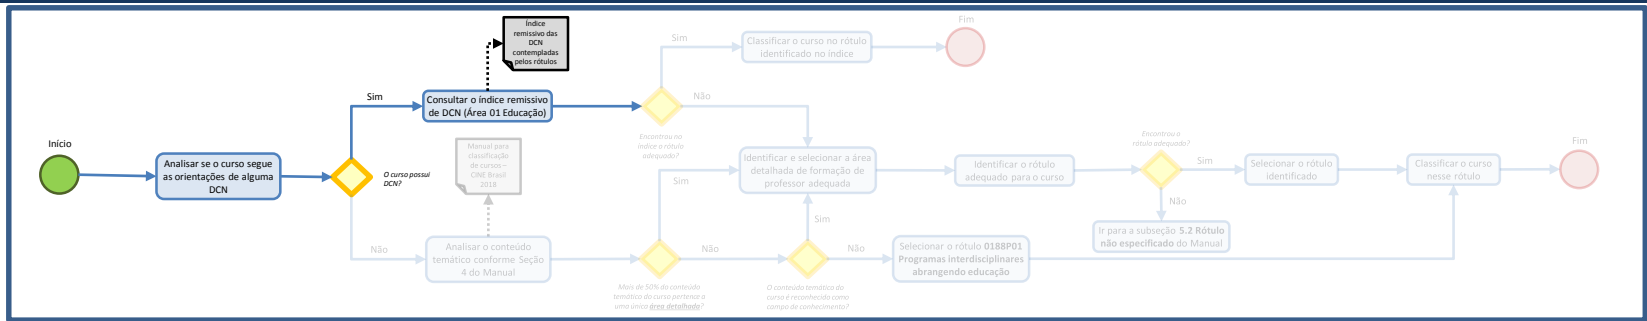 Índice
remissivo das
DCN
contempladas
pelos rótulos
Fim
Sim
Classificar o curso no rótulo
identificado no índice
Sim
Consultar o índice remissivo
de DCN (Área 01 Educação)
Não
Encontrou no
índice o rótulo
adequado?
Início
Analisar se o curso segue
as orientações de alguma
DCN
O curso possui
DCN?
Manual para
classificação
de cursos –
CINE Brasil
2018
Identificar e selecionar a área
detalhada de formação de
professor adequada
Identificar o rótulo
adequado para o curso
Encontrou o
rótulo adequado?
Sim
Selecionar o rótulo
identificado
Classificar o curso
nesse rótulo
Fim
Sim
Não
Ir para a subseção 5.2 Rótulo
não especificado do Manual
Sim
Não
Analisar o conteúdo
temático conforme Seção
4 do Manual
Não
Não
Selecionar o rótulo 0188P01
Programas interdisciplinares
abrangendo educação
Mais de 50% do conteúdo
temático do curso pertence a
uma única área detalhada?
O conteúdo temático do
curso é reconhecido como
campo de conhecimento?